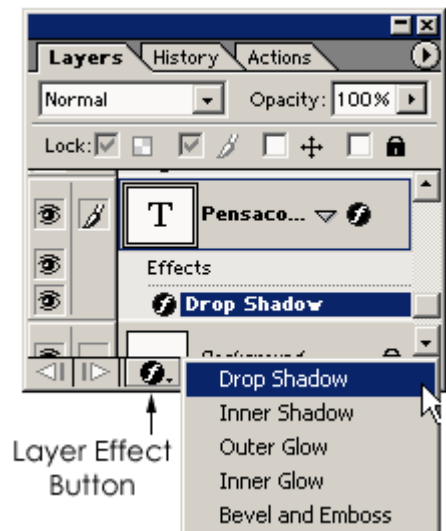 Layers History Actions
Normal Opacity: 100%
Lock:
T Pensaco...
Effects
Drop Shadow
Background
Drop Shadow
Inner Shadow
Outer Glow
Inner Glow
Bevel and Emboss
Layer Effect
Button